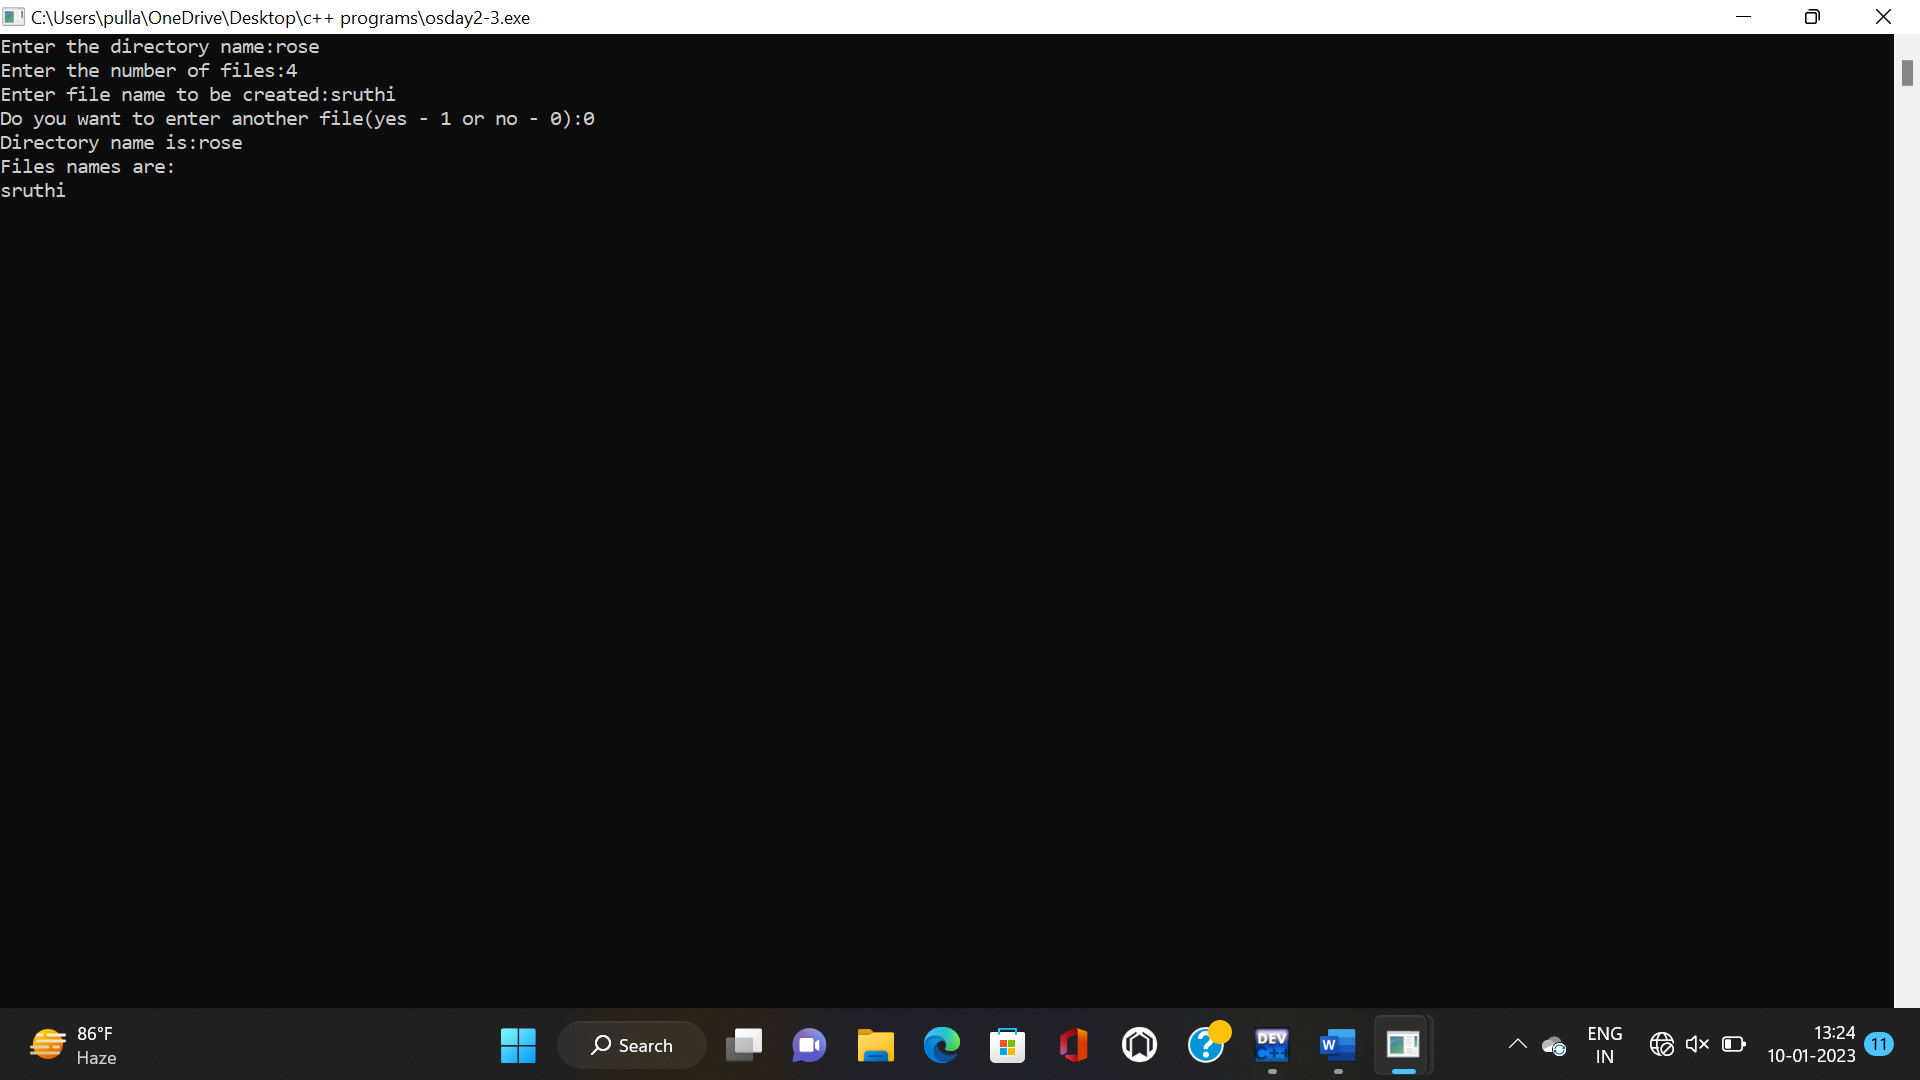 C:\Users\pulla\OneDrive\Desktop\c++ programs\osday2-3.exe
Enter the directory name:rose
Enter the number of files:4
Enter file name to be created:sruthi
Do you want to enter another file(yes - 1 or no - 0):0
Directory name is:rose
Files names are:
sruthi
86°F
Haze
Search
DEV
C++
W
ENG
IN
13:24
10-01-2023
11